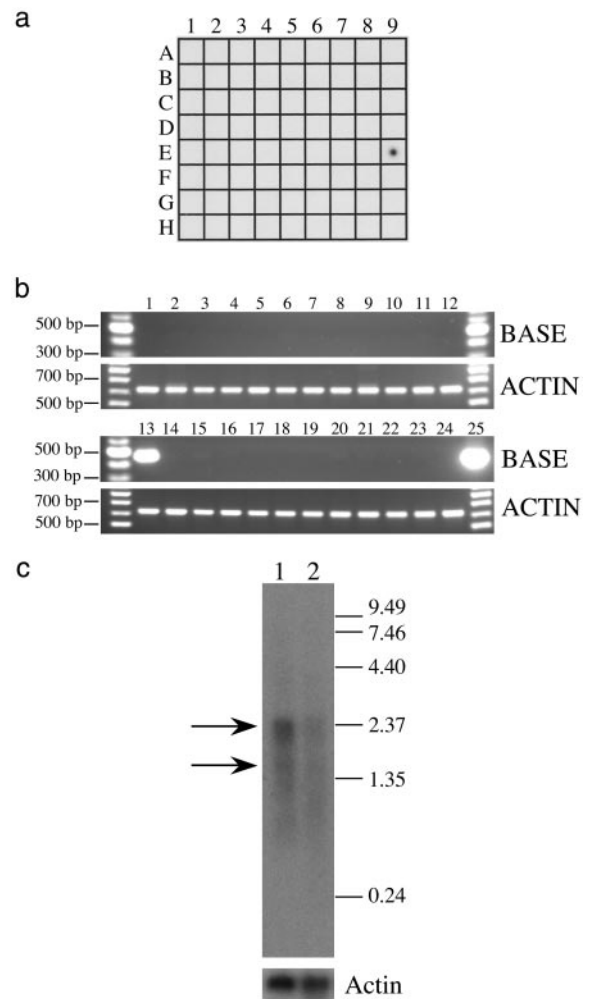 a
1 2 3 4 5 6 7 8 9
A
B
C
D
E
F
G
H
b
1 2 3 4 5 6 7 8 9 10 11 12
500 bp
300 bp
BASE
700 bp
500 bp
ACTIN
13 14 15 16 17 18 19 20 21 22 23 24 25
500 bp
300 bp
BASE
700 bp
500 bp
ACTIN
c
1 2
9.49
7.46
4.40
2.37
1.35
0.24
Actin